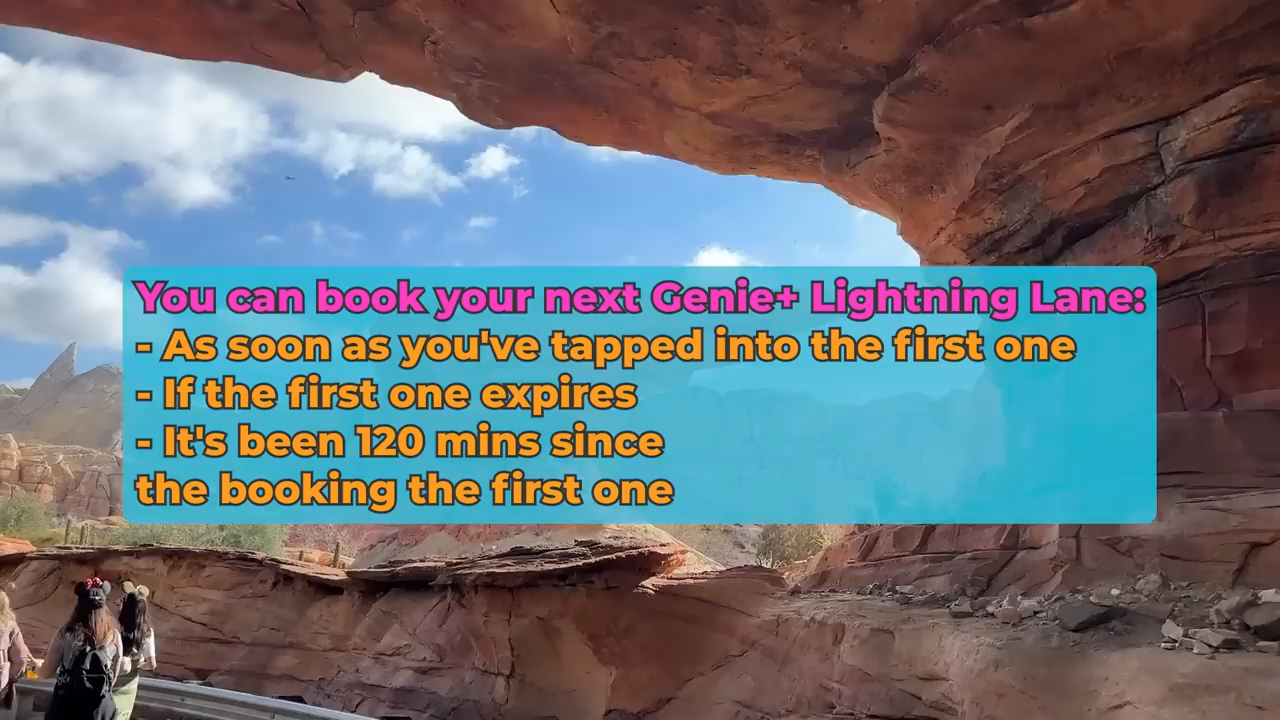 You can book your next Genie+ Lightning Lane:
- As soon as you've tapped into the first one
- If the first one expires
- It's been 120 mins since
the booking the first one